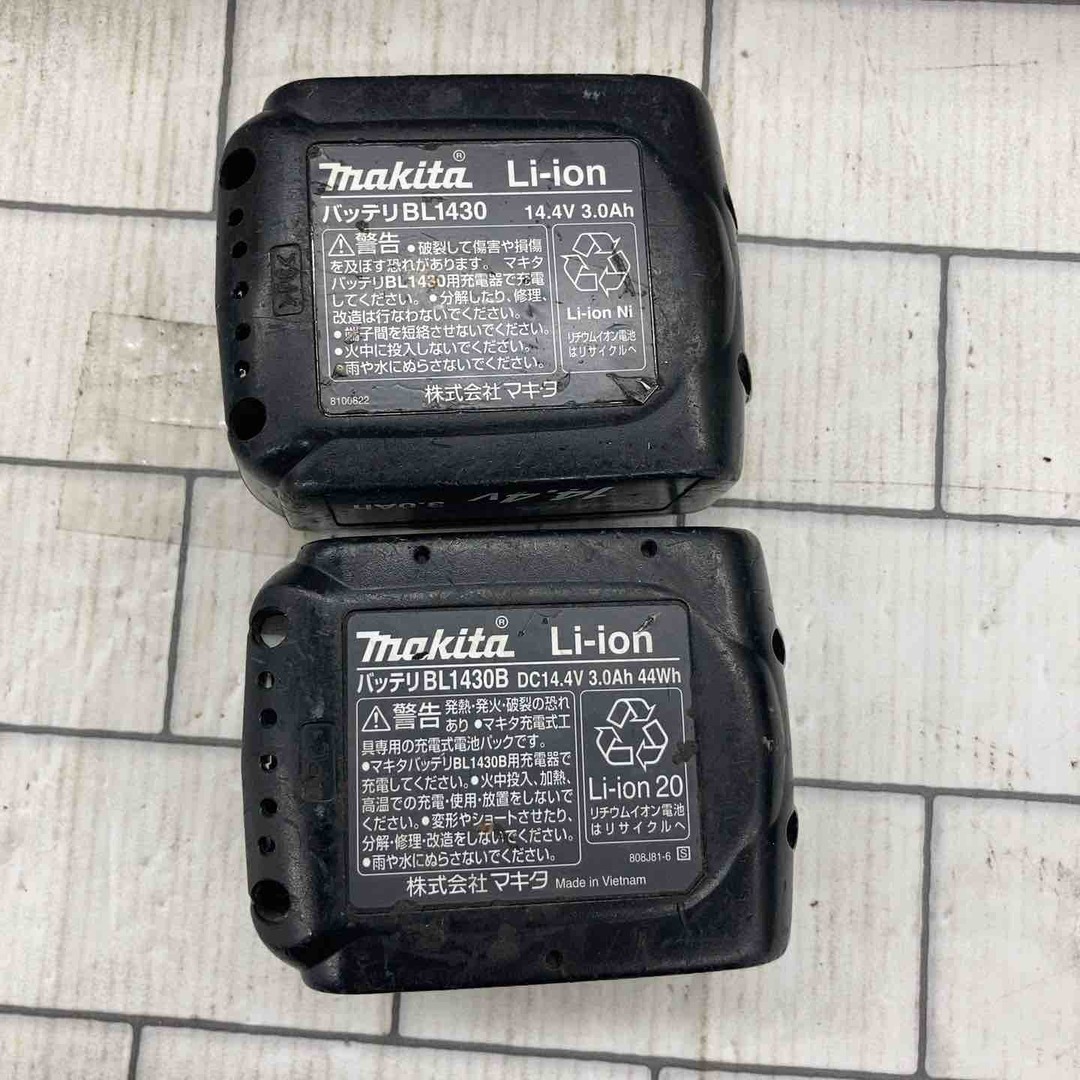 makita® Li-ion
バッテリBL1430 14.4V 3.0Ah
⚠警告 ●破裂して傷害や損傷
を及ぼす恐れがあります。 マキタ
バッテリBL1430用充電器で充電
してください。●分解したり、修理、
改造は行なわないでください。
●端子間を短絡させないでください。
●火中に投入しないでください。
●雨や水にぬらさないでください。
Li-ion Ni
リチウムイオン電池
はリサイクルへ
8100822 株式会社マキタ
14.4V
3.0Ah
makita® Li-ion
バッテリBL1430B DC14.4V 3.0Ah 44Wh
⚠警告 発熱・発火・破裂の恐れ
あり ●マキタ充電式工
具専用の充電式電池パックです。
●マキタバッテリBL1430B用充電器で
充電してください。●火中投入、加熱、
高温での充電・使用・放置をしないで
ください。●変形やショートさせたり、
分解・修理・改造をしないでください。
●雨や水にぬらさないでください。
Li-ion 20
リチウムイオン電池
はリサイクルへ
808J81-6 S
株式会社マキタ Made in Vietnam